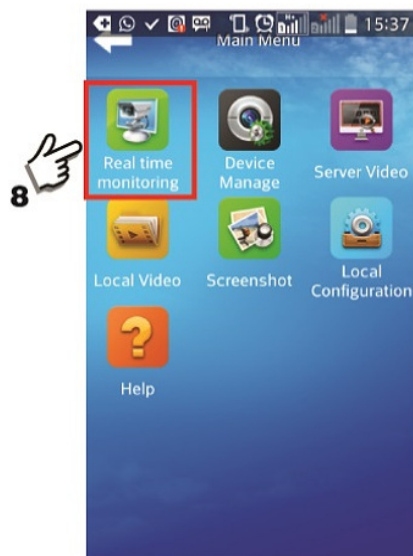 15:37
Main Menu
Real time
monitoring
Device
Manage
Server Video
8
Local Video
Screenshot
Local
Configuration
Help